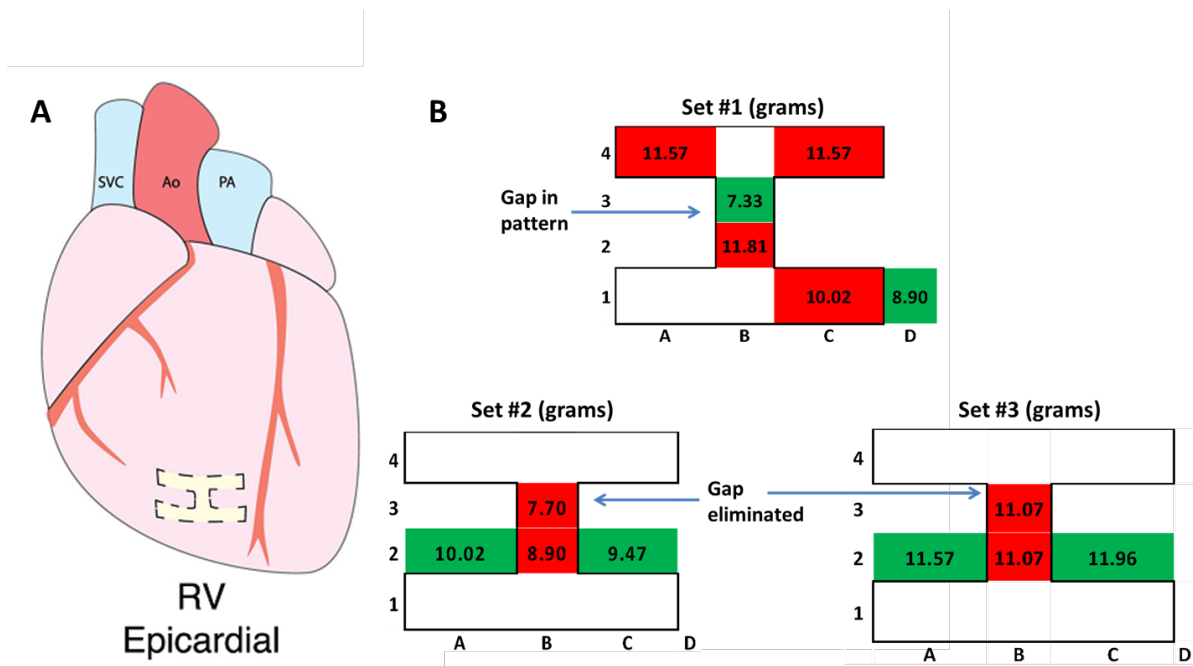 A
SVC
Ao
PA
RV
Epicardial
B
Set #1 (grams)
4 11.57 11.57
Gap in
pattern
3 7.33
2 11.81
1 10.02 8.90
A B C D
Set #2 (grams)
4
3 7.70
2 10.02 8.90 9.47
1
A B C D
Gap
eliminated
Set #3 (grams)
4
3 11.07
2 11.57 11.07 11.96
1
A B C D